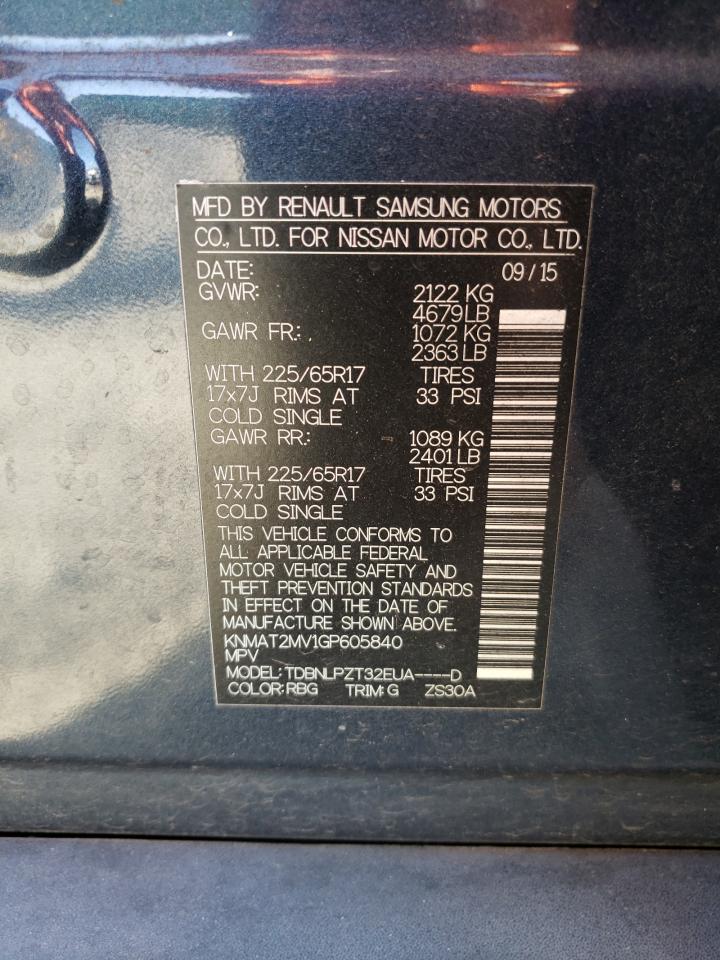 MFD BY RENAULT SAMSUNG MOTORS
CO., LTD. FOR NISSAN MOTOR CO., LTD.
DATE: 09/15
GVWR: 2122 KG
4679LB
GAWR FR: 1072 KG
2363 LB
WITH 225/65R17 TIRES
17x7J RIMS AT 33 PSI
COLD SINGLE
GAWR RR: 1089 KG
2401 LB
WITH 225/65R17 TIRES
17x7J RIMS AT 33 PSI
COLD SINGLE
THIS VEHICLE CONFORMS TO
ALL APPLICABLE FEDERAL
MOTOR VEHICLE SAFETY AND
THEFT PREVENTION STANDARDS
IN EFFECT ON THE DATE OF
MANUFACTURE SHOWN ABOVE.
KNMAT2MV1GP605840
MPV
MODEL: TDBNLPZT32EUA----D
COLOR:RBG TRIM:G ZS30A